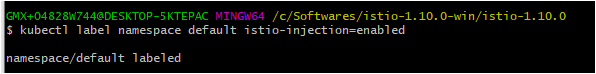 GMX+04828W744@DESKTOP-5KTEPAC MINGW64 /c/Softwares/istio-1.10.0-win/istio-1.10.0
$ kubectl label namespace default istio-injection=enabled
namespace/default labeled